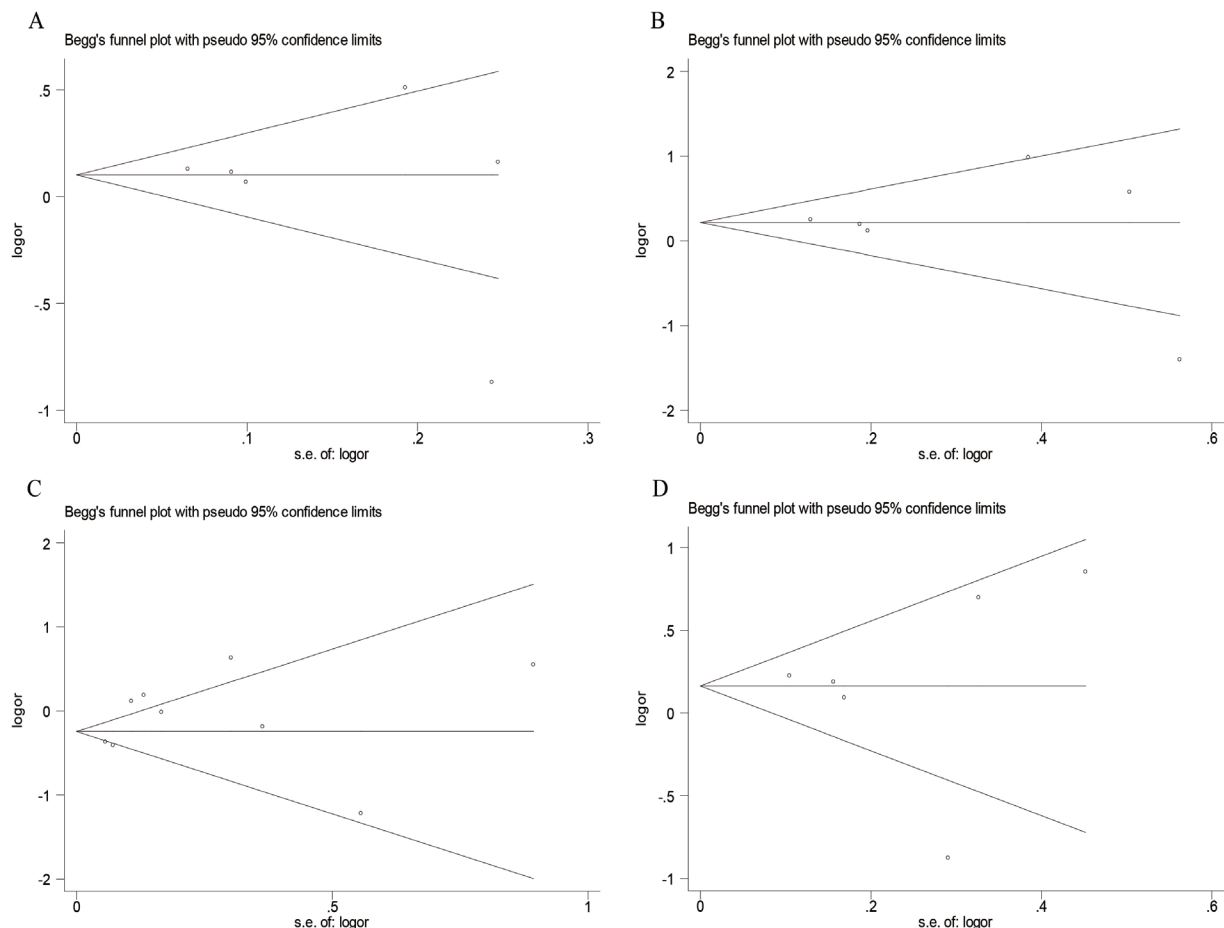 A
Begg's funnel plot with pseudo 95% confidence limits
.5
0
-.5
-1
logor
0 .1 .2 .3
s.e. of: logor
B
Begg's funnel plot with pseudo 95% confidence limits
2
1
0
-1
-2
logor
0 .2 .4 .6
s.e. of: logor
C
Begg's funnel plot with pseudo 95% confidence limits
2
1
0
-1
-2
logor
0 .5 1
s.e. of: logor
D
Begg's funnel plot with pseudo 95% confidence limits
1
.5
0
-.5
-1
logor
0 .2 .4 .6
s.e. of: logor